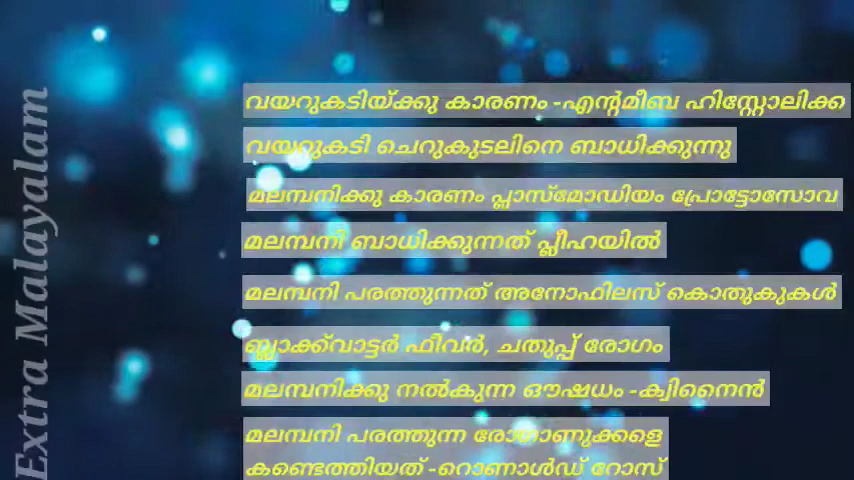 Extra Malayalam
വയറുകടിയ്ക്കു കാരണം -എന്റമീബ ഹിസ്റ്റോലിക്ക
വയറുകടി ചെറുകുടലിനെ ബാധിക്കുന്നു
മലമ്പനിക്കു കാരണം പ്ലാസ്മോഡിയം പ്രോട്ടോസോവ
മലമ്പനി ബാധിക്കുന്നത് പ്ലീഹയിൽ
മലമ്പനി പരത്തുന്നത് അനോഫിലസ് കൊതുകുകൾ
ബ്ലാക്ക്‌വാട്ടർ ഫീവർ, ചതുപ്പ് രോഗം
മലമ്പനിക്കു നൽകുന്ന ഔഷധം -ക്വിനൈൻ
മലമ്പനി പരത്തുന്ന രോഗാണുക്കളെ
കണ്ടെത്തിയത് -റൊണാൾഡ് റോസ്